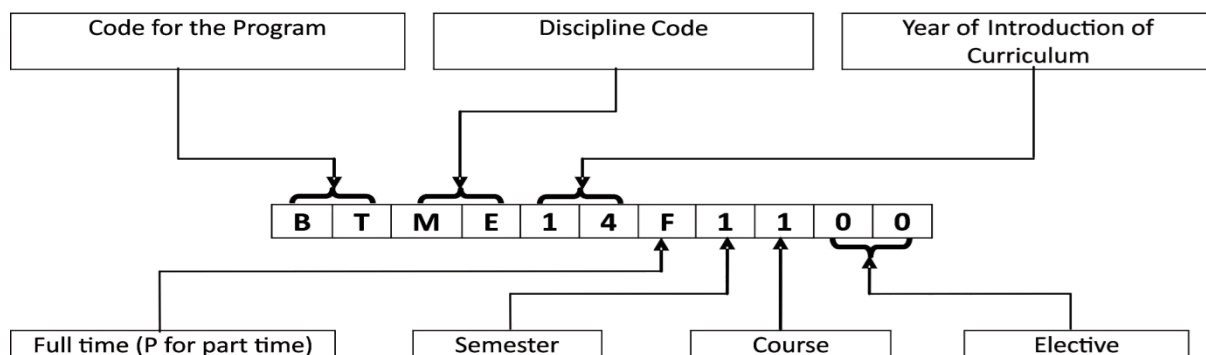 Code for the Program
Discipline Code
Year of Introduction of
Curriculum
B T M E 1 4 F 1 1 0 0
Full time (P for part time)
Semester
Course
Elective